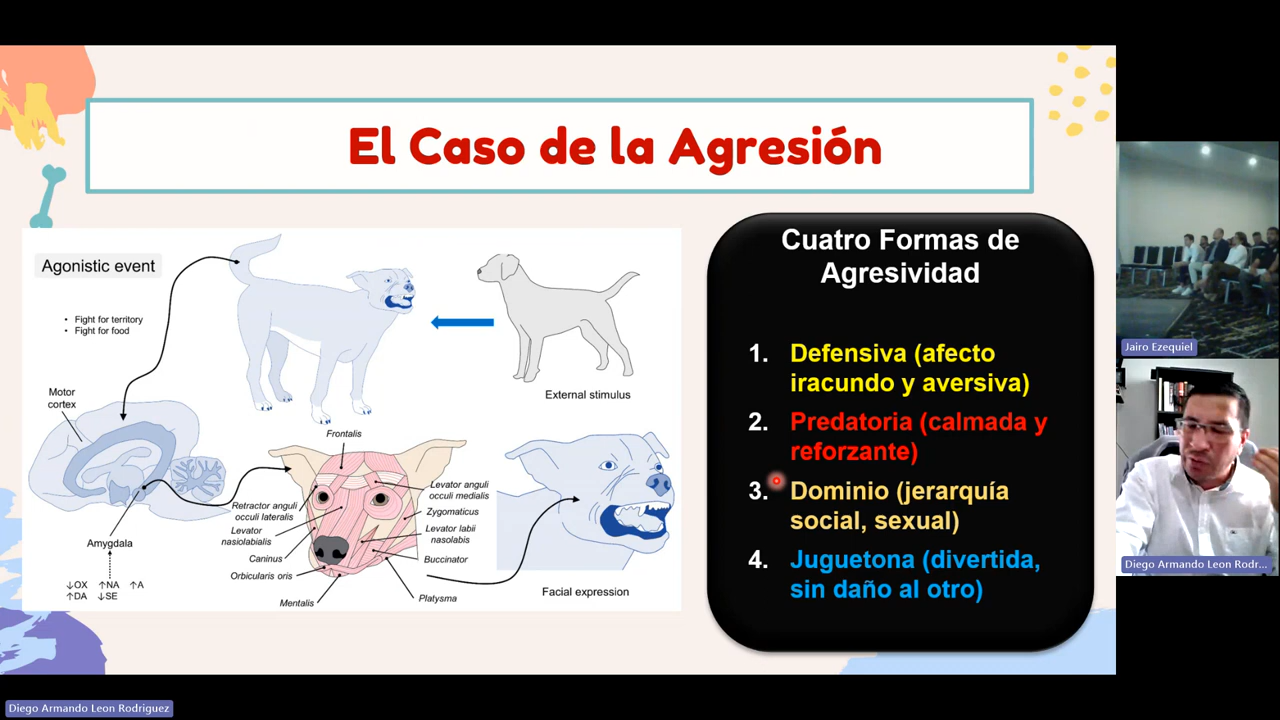 El Caso de la Agresión
Agonistic event
• Fight for territory
• Fight for food
External stimulus
Motor
cortex
Frontalis
Levator anguli
occuli medialis
Retractor anguli
occuli lateralis
Zygomaticus
Levator
nasiolabialis
Levator labii
nasolabis
Caninus
Buccinator
Orbicularis oris
Mentalis
Platysma
Amygdala
↓OX ↑NA ↑A
↑DA ↓SE
Facial expression
Cuatro Formas de
Agresividad
1. Defensiva (afecto
iracundo y aversiva)
2. Predatoria (calmada y
reforzante)
3. Dominio (jerarquía
social, sexual)
4. Juguetona (divertida,
sin daño al otro)
Jairo Ezequiel
Diego Armando Leon Rodr...
Diego Armando Leon Rodriguez